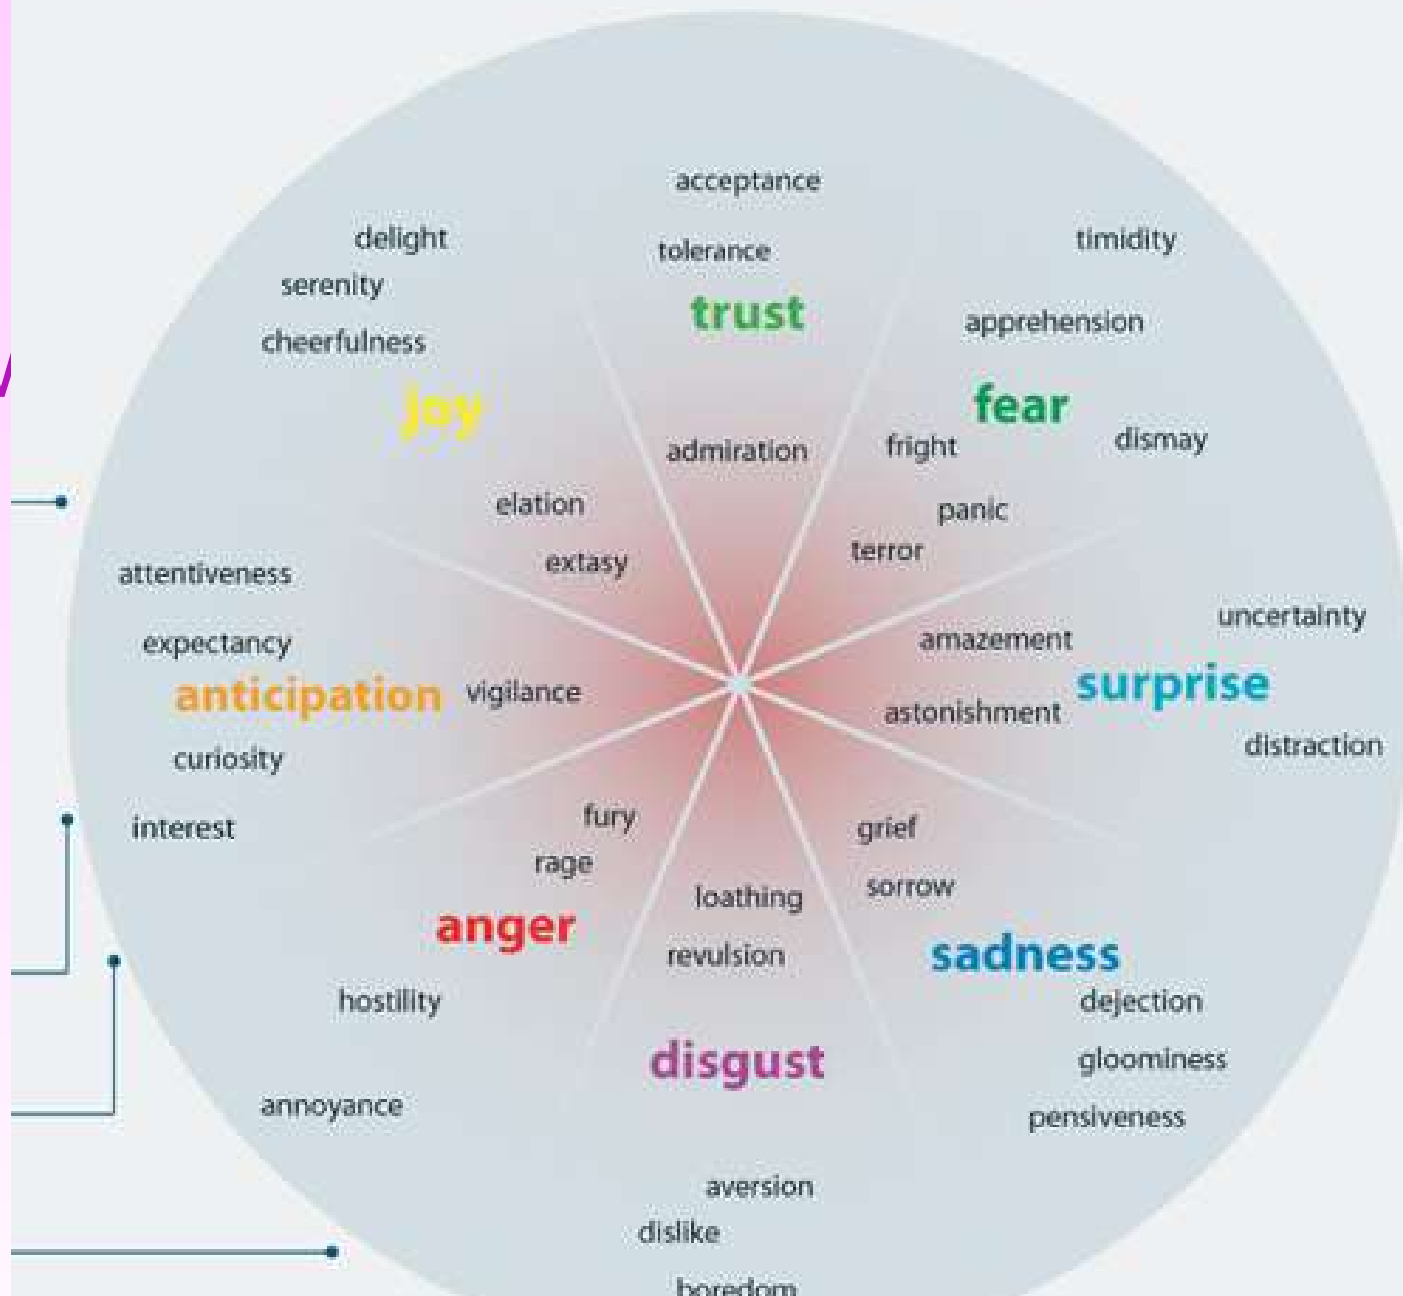 acceptance
delight
timidity
tolerance
serenity
trust
apprehension
cheerfulness
joy
fear
admiration
fright
dismay
elation
panic
terror
extasy
attentiveness
uncertainty
expectancy
amazement
anticipation
vigilance
surprise
astonishment
curiosity
distraction
interest
fury
grief
rage
sorrow
loathing
anger
revulsion
sadness
hostility
dejection
disgust
gloominess
annoyance
pensiveness
aversion
dislike
boredom